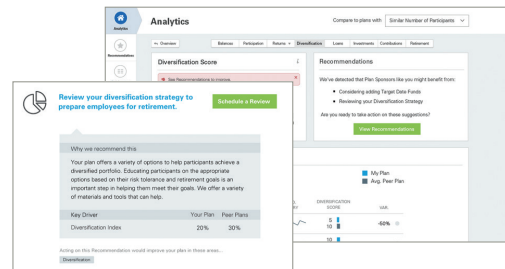 Analytics
Analytics
Compare to plans with:
Similar Number of Participants
Recommendations
Overview
Balances
Participation
Returns
Diversification
Loans
Investments
Contributions
Retirement
Diversification Score
i
See Recommendations to improve.
x
Recommendations
We've detected that Plan Sponsors like you might benefit from:
• Considering adding Target Date Funds
• Reviewing your Diversification Strategy
Are you ready to take action on these suggestions?
View Recommendations
My Plan
Avg. Peer Plan
DIVERSIFICATION
SCORE
VAR.
5
10
-50%
10
Review your diversification strategy to
prepare employees for retirement.
Schedule a Review
Why we recommend this
Your plan offers a variety of options to help participants achieve a
diversified portfolio. Educating participants on the appropriate
options based on their risk tolerance and retirement goals is an
important step in helping them meet their goals. We offer a variety
of materials and tools that can help.
Key Driver Your Plan Peer Plans
Diversification Index 20% 30%
Acting on this Recommendation would improve your plan in these areas...
Diversification